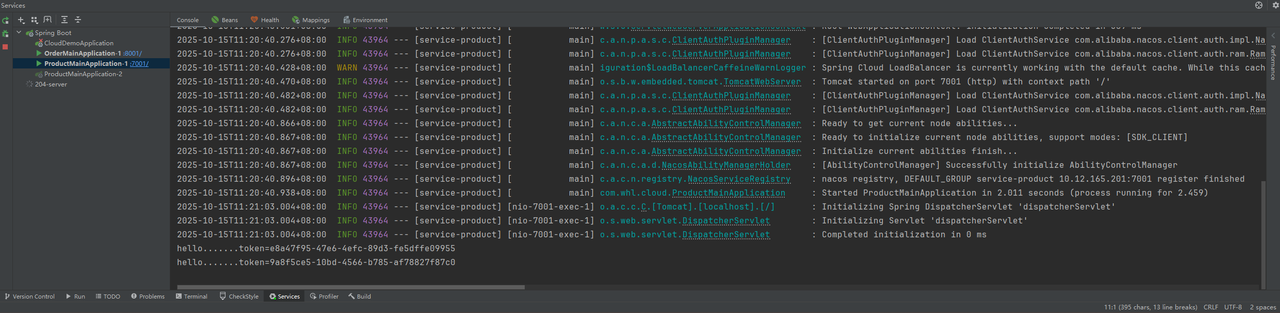 Services
Console Beans Health Mappings Environment
Spring Boot
CloudDemoApplication
OrderMainApplication-1 :8001/
ProductMainApplication-1 :7001/
ProductMainApplication-2
204-server
2025-10-15T11:20:40.276+08:00 INFO 43964 --- [service-product] [ main] c.a.n.p.a.s.c.ClientAuthPluginManager : [ClientAuthPluginManager] Load ClientAuthService com.alibaba.nacos.client.auth.impl.Na
2025-10-15T11:20:40.276+08:00 INFO 43964 --- [service-product] [ main] c.a.n.p.a.s.c.ClientAuthPluginManager : [ClientAuthPluginManager] Load ClientAuthService com.alibaba.nacos.client.auth.ram.Ram
2025-10-15T11:20:40.428+08:00 WARN 43964 --- [service-product] [ main] iguration$LoadBalancerCaffeineWarnLogger : Spring Cloud LoadBalancer is currently working with the default cache. While this cach
2025-10-15T11:20:40.470+08:00 INFO 43964 --- [service-product] [ main] o.s.b.w.embedded.tomcat.TomcatWebServer : Tomcat started on port 7001 (http) with context path '/'
2025-10-15T11:20:40.482+08:00 INFO 43964 --- [service-product] [ main] c.a.n.p.a.s.c.ClientAuthPluginManager : [ClientAuthPluginManager] Load ClientAuthService com.alibaba.nacos.client.auth.impl.Na
2025-10-15T11:20:40.482+08:00 INFO 43964 --- [service-product] [ main] c.a.n.p.a.s.c.ClientAuthPluginManager : [ClientAuthPluginManager] Load ClientAuthService com.alibaba.nacos.client.auth.ram.Ram
2025-10-15T11:20:40.866+08:00 INFO 43964 --- [service-product] [ main] c.a.n.c.a.AbstractAbilityControlManager : Ready to get current node abilities...
2025-10-15T11:20:40.867+08:00 INFO 43964 --- [service-product] [ main] c.a.n.c.a.AbstractAbilityControlManager : Ready to initialize current node abilities, support modes: [SDK_CLIENT]
2025-10-15T11:20:40.867+08:00 INFO 43964 --- [service-product] [ main] c.a.n.c.a.AbstractAbilityControlManager : Initialize current abilities finish...
2025-10-15T11:20:40.867+08:00 INFO 43964 --- [service-product] [ main] c.a.n.c.a.d.NacosAbilityManagerHolder : [AbilityControlManager] Successfully initialize AbilityControlManager
2025-10-15T11:20:40.895+08:00 INFO 43964 --- [service-product] [ main] c.a.c.n.registry.NacosServiceRegistry : nacos registry, DEFAULT_GROUP service-product 10.12.165.201:7001 register finished
2025-10-15T11:20:40.938+08:00 INFO 43964 --- [service-product] [ main] com.whl.cloud.ProductMainApplication : Started ProductMainApplication in 2.011 seconds (process running for 2.459)
2025-10-15T11:21:03.004+08:00 INFO 43964 --- [service-product] [nio-7001-exec-1] o.a.c.c.C.[Tomcat].[localhost].[/] : Initializing Spring DispatcherServlet 'dispatcherServlet'
2025-10-15T11:21:03.004+08:00 INFO 43964 --- [service-product] [nio-7001-exec-1] o.s.web.servlet.DispatcherServlet : Initializing Servlet 'dispatcherServlet'
2025-10-15T11:21:03.004+08:00 INFO 43964 --- [service-product] [nio-7001-exec-1] o.s.web.servlet.DispatcherServlet : Completed initialization in 0 ms
hello.......token=e8a47f95-47e6-4efc-89d3-fe5dffe09955
hello.......token=9a8f5ce5-10bd-4566-b785-af78827f87c0
Performance
Version Control Run TODO Problems Terminal CheckStyle Services Profiler Build
11:1 (395 chars, 13 line breaks) CRLF UTF-8 2 spaces